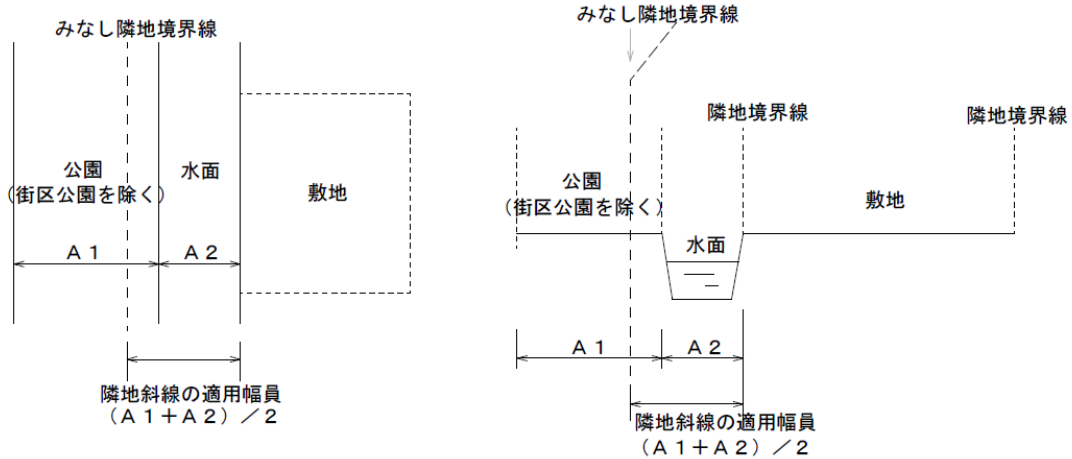 みなし隣地境界線
公園
(街区公園を除く)
水面
敷地
A1
A2
隣地斜線の適用幅員
(A1+A2)/2
みなし隣地境界線
隣地境界線
隣地境界線
公園
(街区公園を除く)
敷地
水面
A1
A2
隣地斜線の適用幅員
(A1+A2)/2